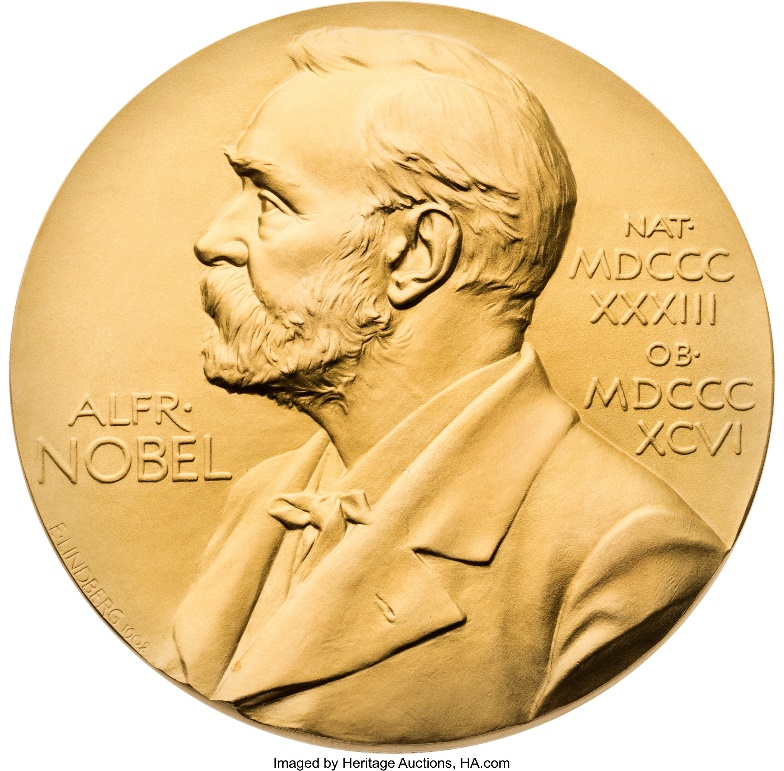 ALFR·
NOBEL
NAT·
MDCCC
XXXIII
OB·
MDCCC
XCVI
E·LINDBERG 1902
Imaged by Heritage Auctions, HA.com